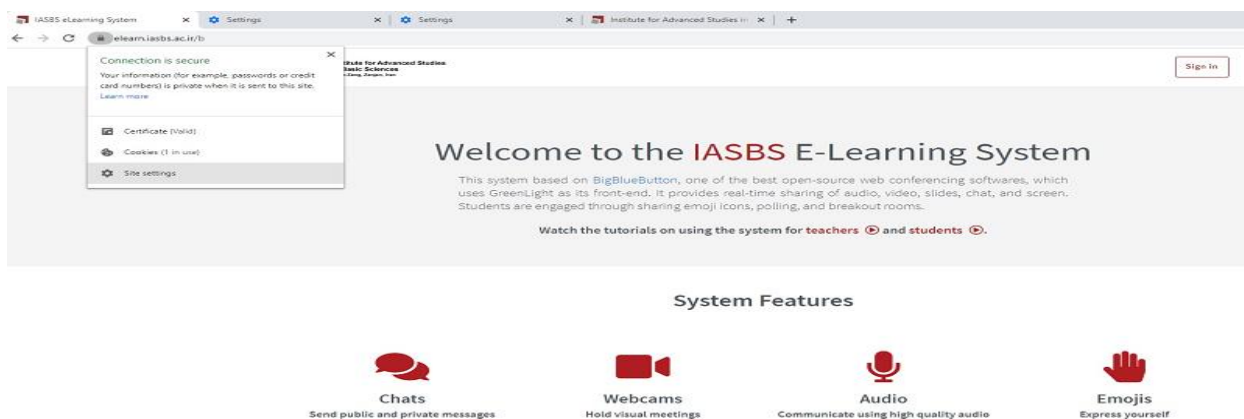 IASBS eLearning System
Settings
Settings
Institute for Advanced Studies in
elearn.iasbs.ac.ir/b
Connection is secure
Your information (for example, passwords or credit
card numbers) is private when it is sent to this site.
Learn more
Certificate (Valid)
Cookies (1 in use)
Site settings
Institute for Advanced Studies
Basic Sciences
Zanjan, Iran
Sign in
Welcome to the IASBS E-Learning System
This system based on BigBlueButton, one of the best open-source web conferencing softwares, which
uses GreenLight as its front-end. It provides real-time sharing of audio, video, slides, chat, and screen.
Students are engaged through sharing emoji icons, polling, and breakout rooms.
Watch the tutorials on using the system for teachers and students.
System Features
Chats
Send public and private messages
Webcams
Hold visual meetings
Audio
Communicate using high quality audio
Emojis
Express yourself